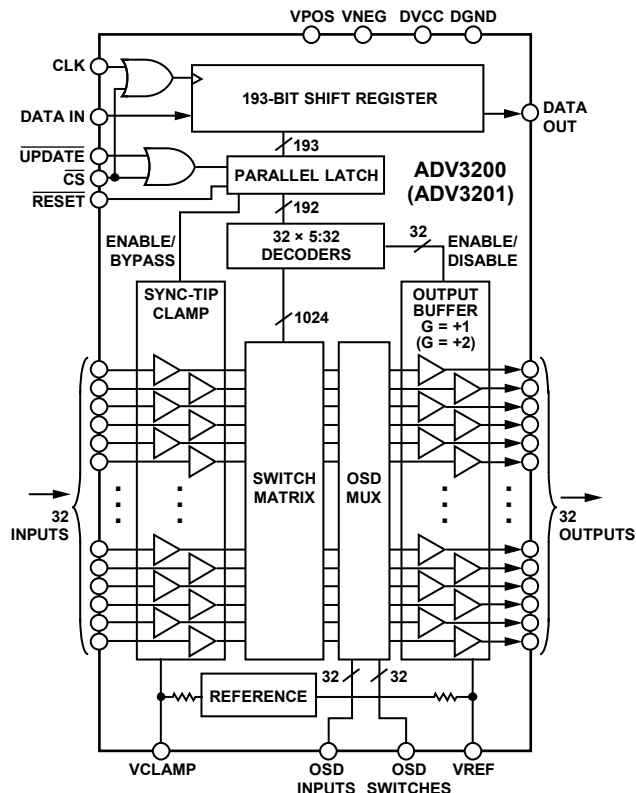 VPOS VNEG DVCC DGND
CLK
193-BIT SHIFT REGISTER
DATA IN
DATA
OUT
193
UPDATE
CS
RESET
PARALLEL LATCH
ADV3200
(ADV3201)
192
ENABLE/
BYPASS
32 × 5:32
DECODERS
32
ENABLE/
DISABLE
SYNC-TIP
CLAMP
1024
OUTPUT
BUFFER
G = +1
(G = +2)
32
INPUTS
SWITCH
MATRIX
OSD
MUX
32
OUTPUTS
REFERENCE
32 32
VCLAMP
OSD
INPUTS
OSD
SWITCHES
VREF